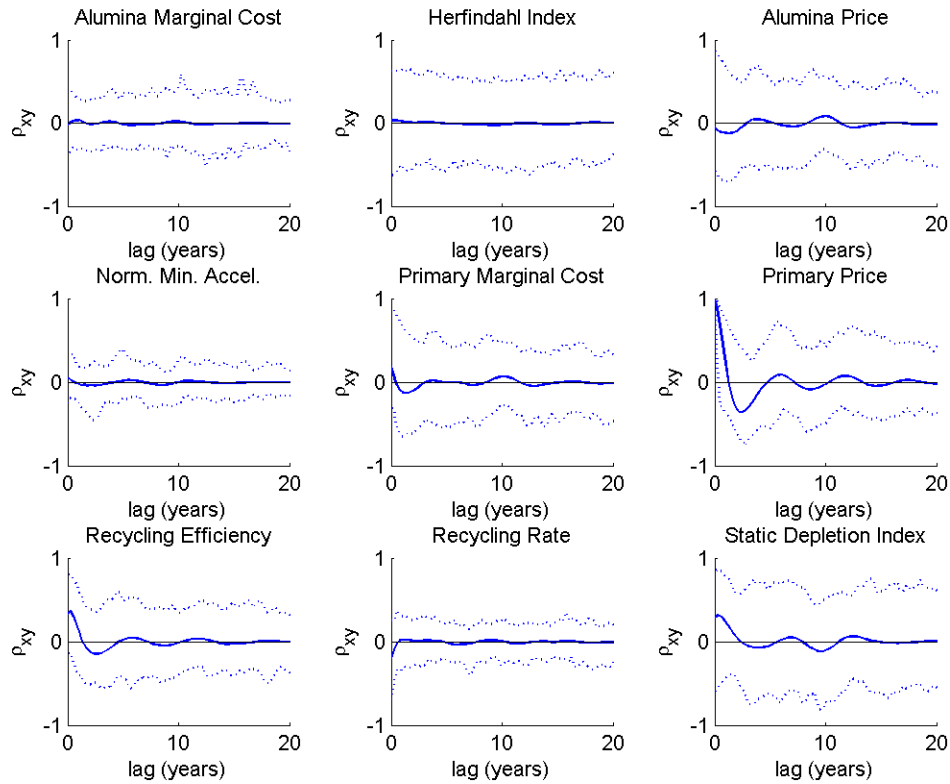 Alumina Marginal Cost
1
ρxy
0
-1
0 10 20
lag (years)
Herfindahl Index
1
ρxy
0
-1
0 10 20
lag (years)
Alumina Price
1
ρxy
0
-1
0 10 20
lag (years)
Norm. Min. Accel.
1
ρxy
0
-1
0 10 20
lag (years)
Primary Marginal Cost
1
ρxy
0
-1
0 10 20
lag (years)
Primary Price
1
ρxy
0
-1
0 10 20
lag (years)
Recycling Efficiency
1
ρxy
0
-1
0 10 20
lag (years)
Recycling Rate
1
ρxy
0
-1
0 10 20
lag (years)
Static Depletion Index
1
ρxy
0
-1
0 10 20
lag (years)